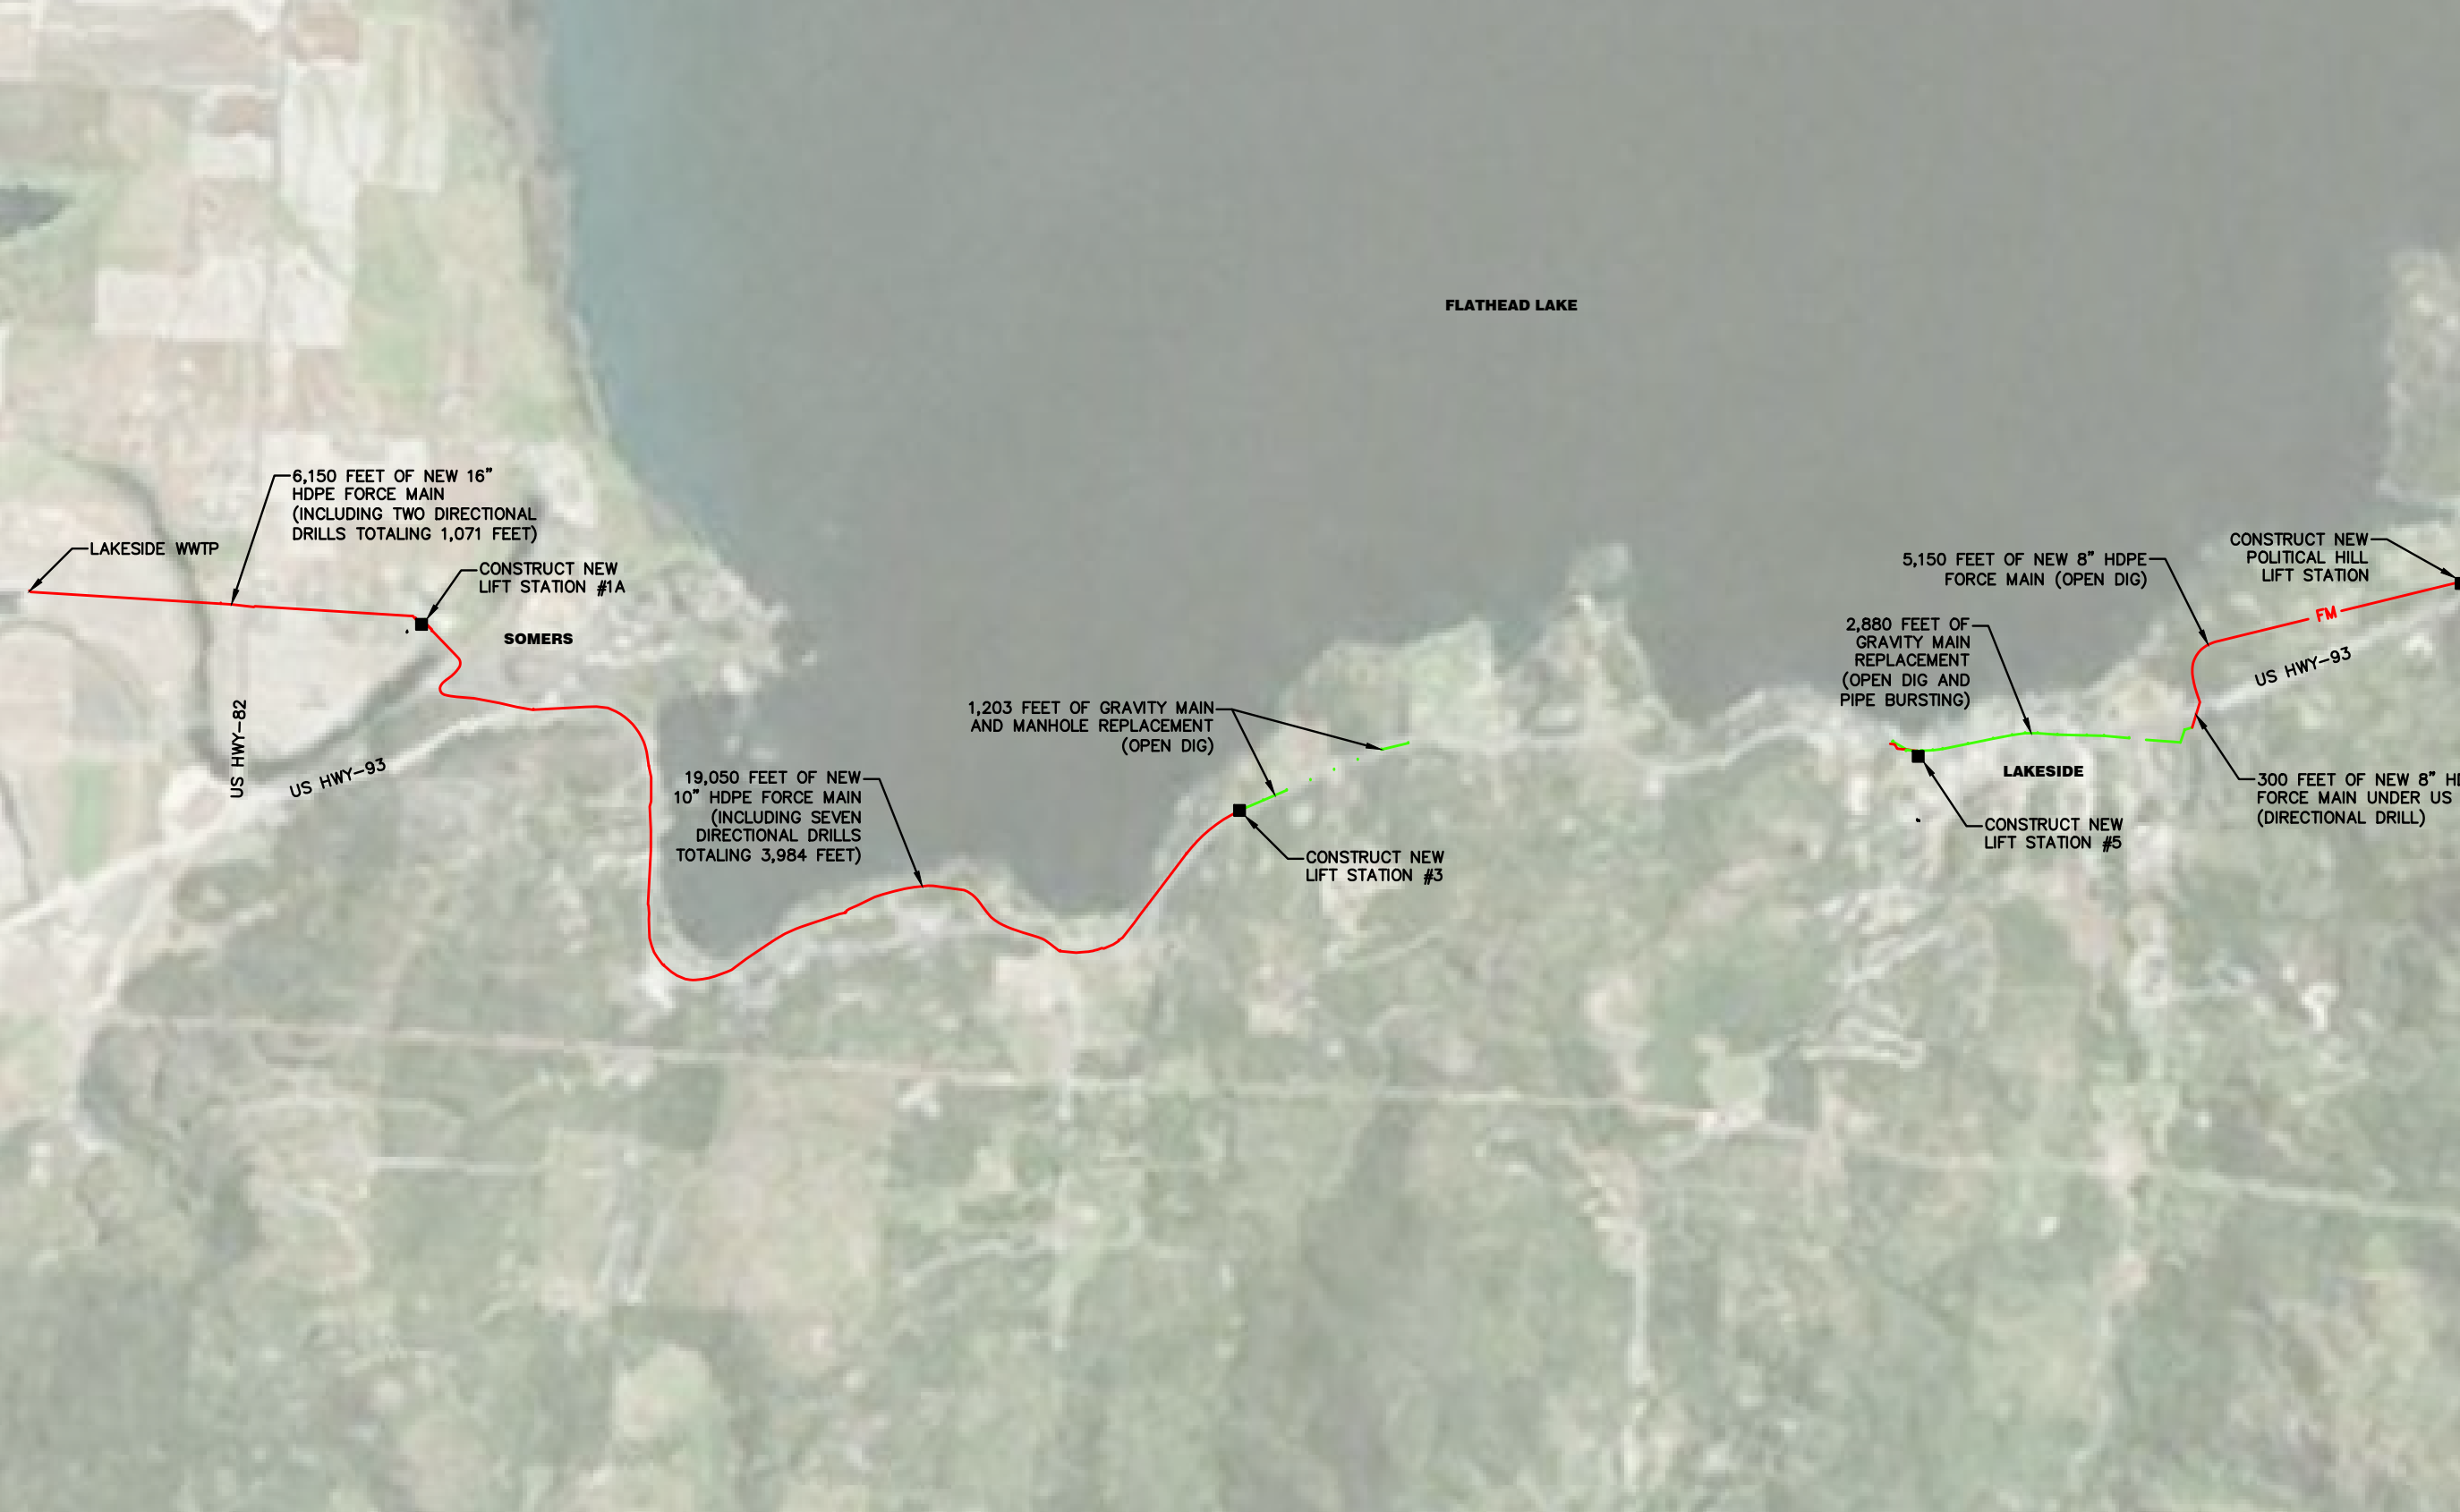 FLATHEAD LAKE
6,150 FEET OF NEW 16"
HDPE FORCE MAIN
(INCLUDING TWO DIRECTIONAL
DRILLS TOTALING 1,071 FEET)
LAKESIDE WWTP
CONSTRUCT NEW
LIFT STATION #1A
SOMERS
US HWY-82
US HWY-93
19,050 FEET OF NEW
10" HDPE FORCE MAIN
(INCLUDING SEVEN
DIRECTIONAL DRILLS
TOTALING 3,984 FEET)
1,203 FEET OF GRAVITY MAIN
AND MANHOLE REPLACEMENT
(OPEN DIG)
CONSTRUCT NEW
LIFT STATION #3
2,880 FEET OF
GRAVITY MAIN
REPLACEMENT
(OPEN DIG AND
PIPE BURSTING)
5,150 FEET OF NEW 8" HDPE
FORCE MAIN (OPEN DIG)
CONSTRUCT NEW
POLITICAL HILL
LIFT STATION
FM
US HWY-93
LAKESIDE
CONSTRUCT NEW
LIFT STATION #5
300 FEET OF NEW 8"
FORCE MAIN UNDER US
(DIRECTIONAL DRILL)